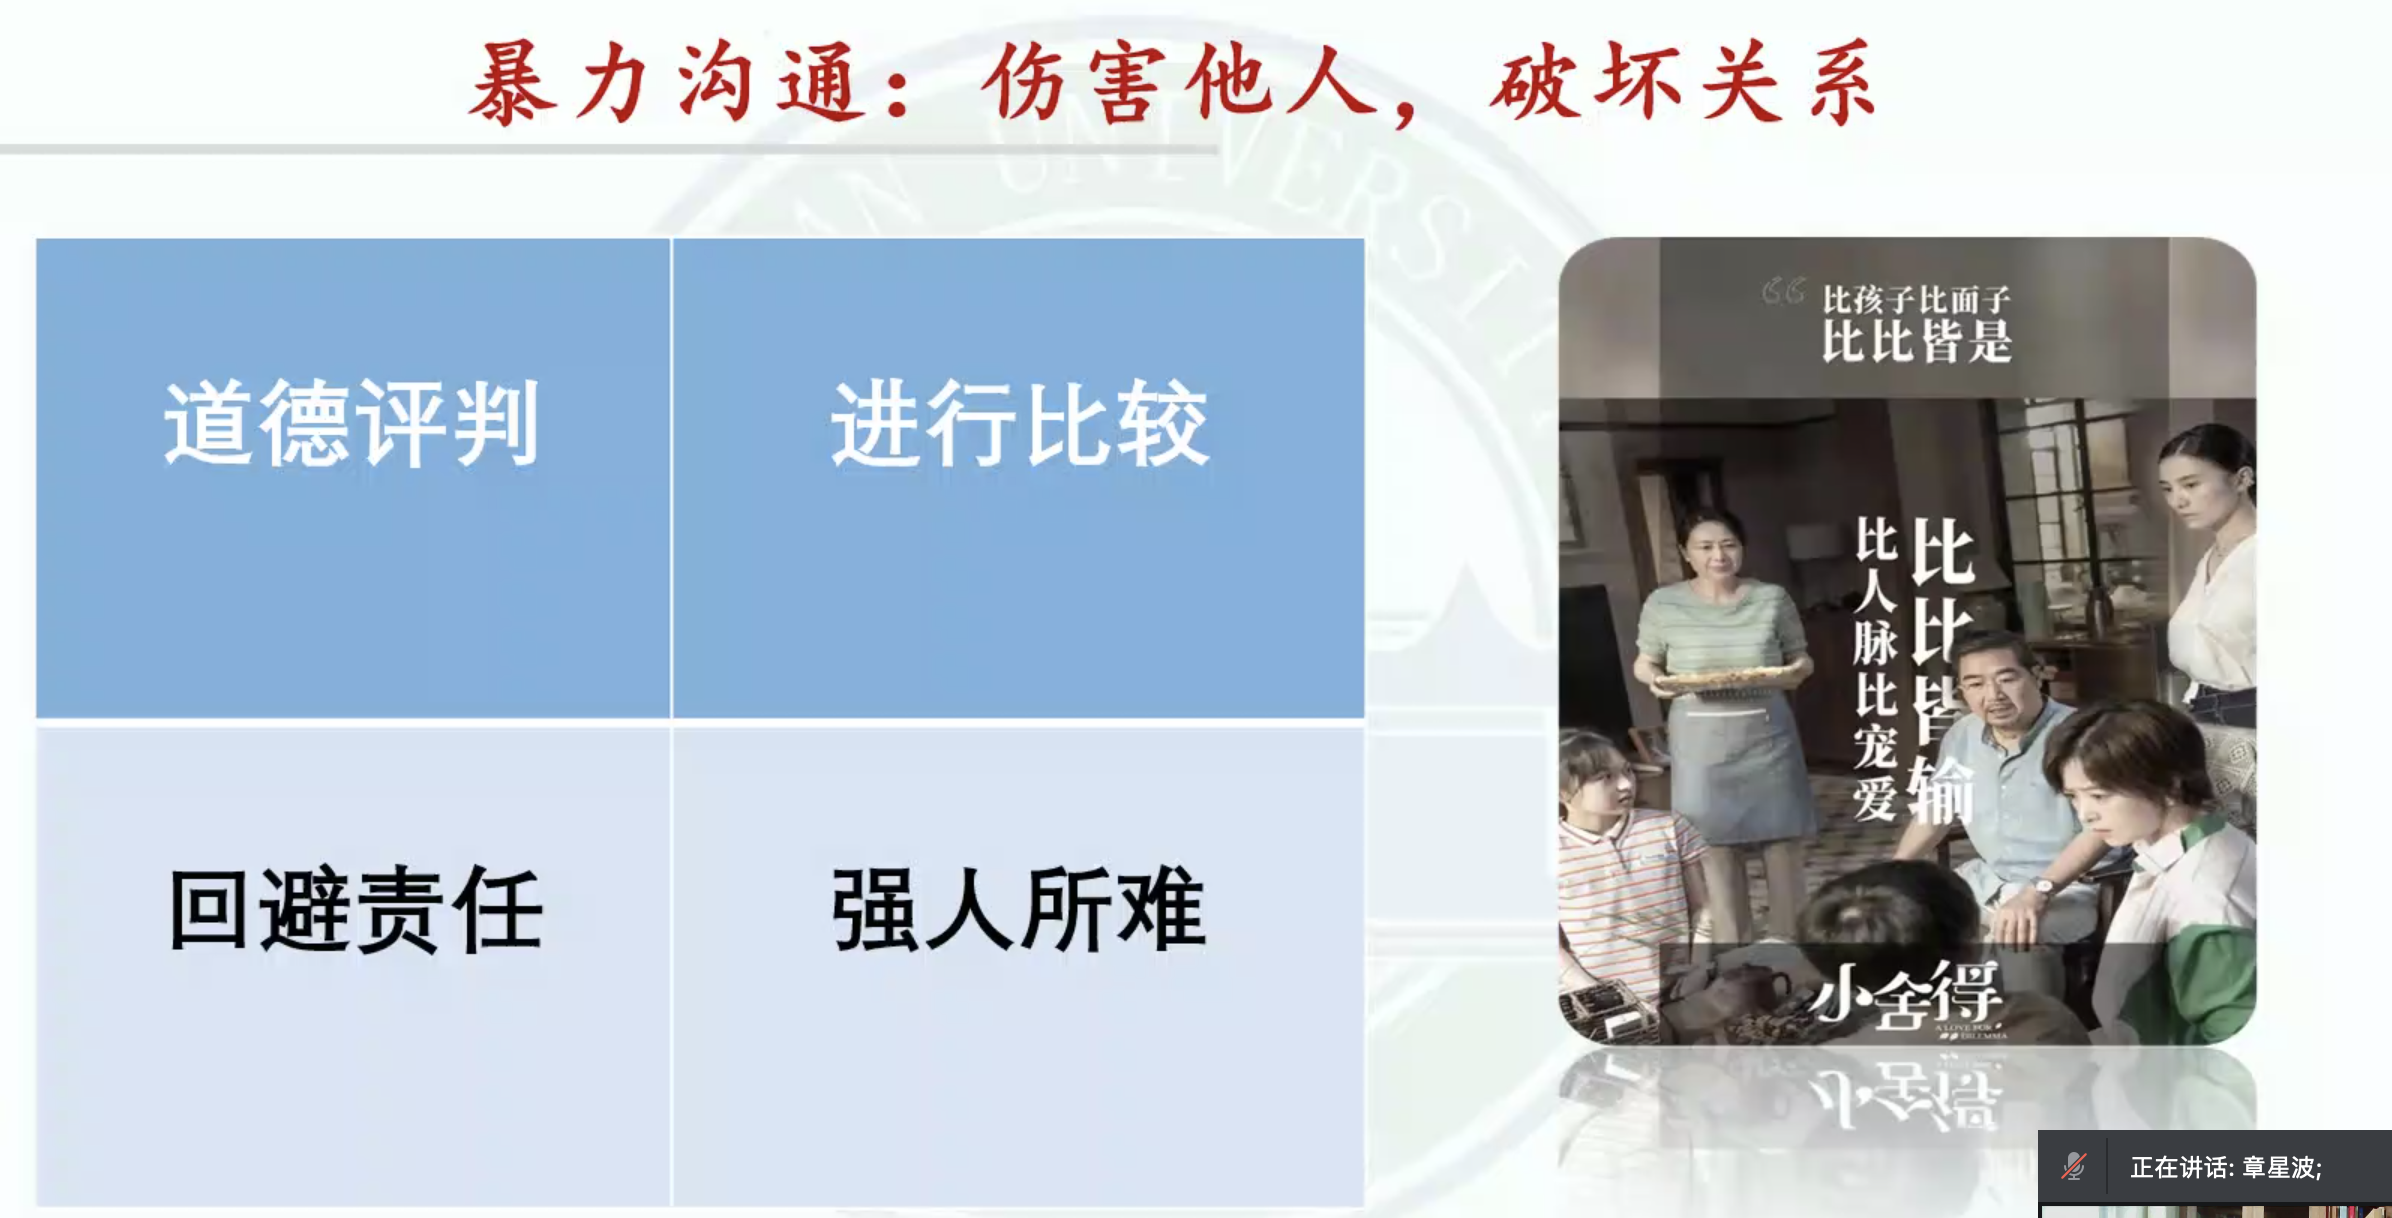 暴力沟通：伤害他人，破坏关系
UNIVERSI
道德评判
进行比较
回避责任
强人所难
“比孩子比面子
比比皆是
比比皆输
比人脉比宠爱
小舍得
A LOVE FOR
DILEMMA
正在讲话: 章星波;